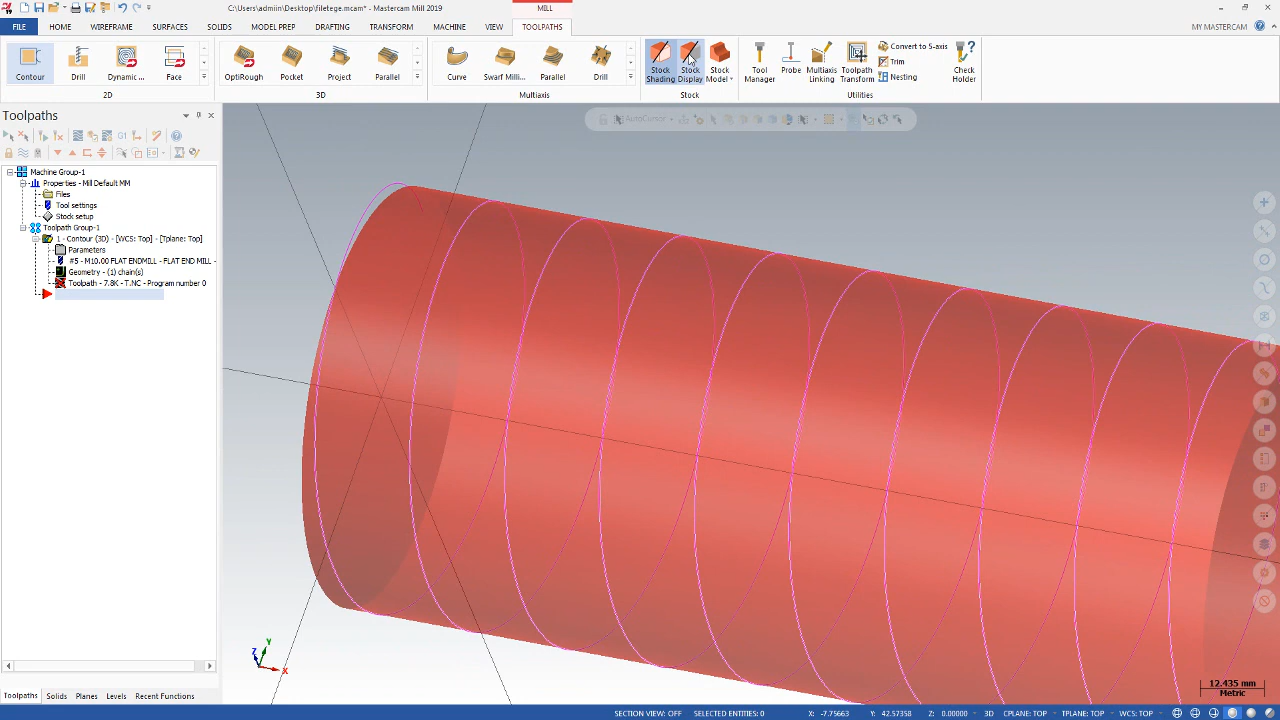 C:\Users\admiin\Desktop\filetege.mcam* - Mastercam Mill 2019
MILL
FILE HOME WIREFRAME SURFACES SOLIDS MODEL PREP DRAFTING TRANSFORM MACHINE VIEW TOOLPATHS MY MASTERCAM
Contour Drill Dynamic ... Face OptiRough Pocket Project Parallel Curve Swarf Milli... Parallel Drill Stock Shading Stock Display Stock Model Tool Manager Probe Multiaxis Linking Toolpath Transform Convert to 5-axis Trim Nesting Check Holder
2D 3D Multiaxis Stock Utilities
Toolpaths
AutoCursor
G1
Machine Group-1
Properties - Mill Default MM
Files
Tool settings
Stock setup
Toolpath Group-1
1 - Contour (3D) - [WCS: Top] - [Tplane: Top]
Parameters
#5 - M10.00 FLAT ENDMILL - FLAT END MILL -
Geometry - (1) chain(s)
Toolpath - 7.8K - T.NC - Program number 0
Y
Z
X
12.435 mm
Metric
Toolpaths Solids Planes Levels Recent Functions
SECTION VIEW: OFF SELECTED ENTITIES: 0 X: -7.75663 Y: 42.57358 Z: 0.00000 3D CPLANE: TOP TPLANE: TOP WCS: TOP